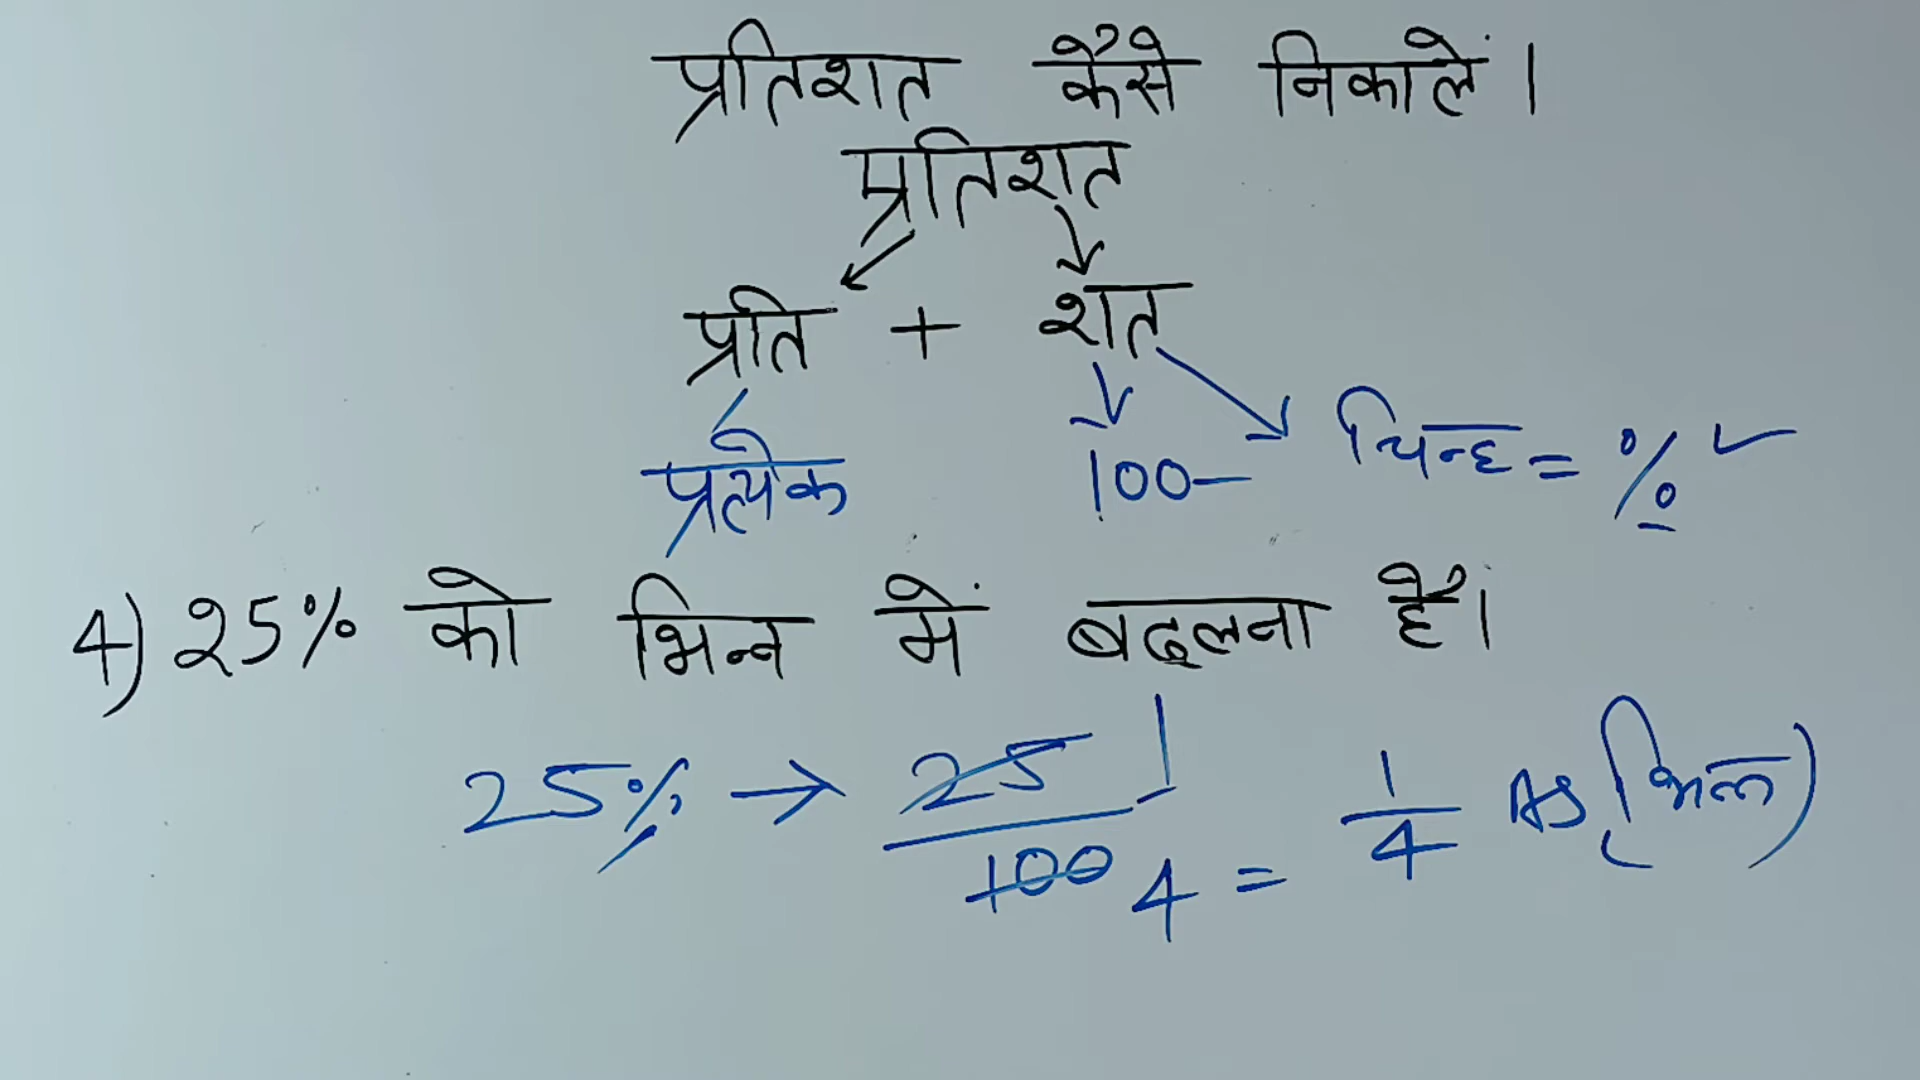 प्रतिशत कैसे निकालें।
प्रतिशत
प्रति + शत
प्रत्येक 100 — चिन्ह = %
4) 25% को भिन्न में बदलना है।
25% → 25/100 1 4 = 1/4 AS (भिन्न)